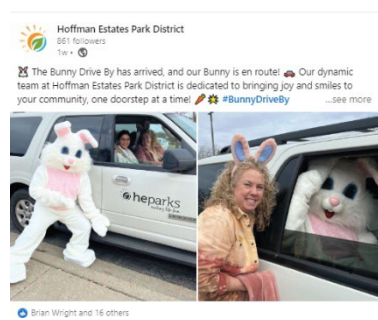 Hoffman Estates Park District
861 followers
1w •
The Bunny Drive By has arrived, and our Bunny is en route! Our dynamic
team at Hoffman Estates Park District is dedicated to bringing joy and smiles to
your community, one doorstep at a time! #BunnyDriveBy ...see more
heparks
Brian Wright and 16 others